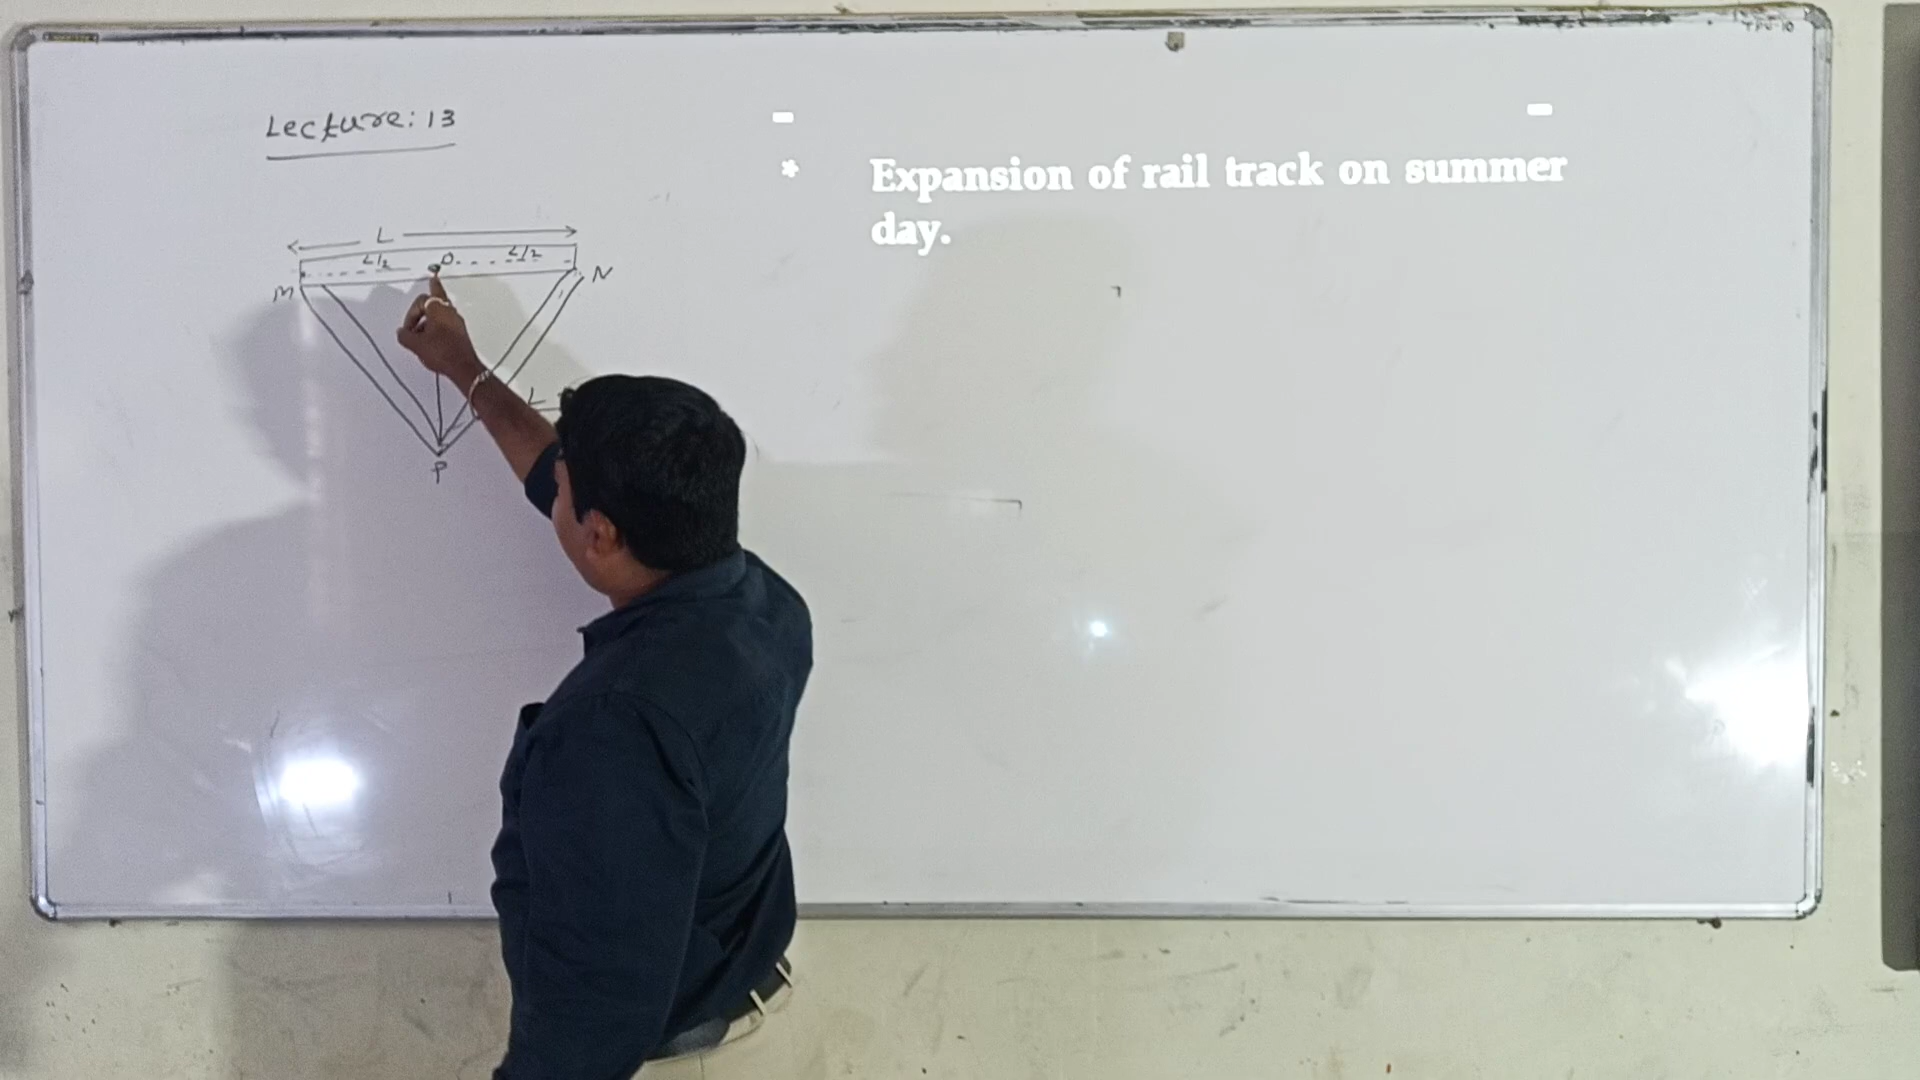 Lecture: 13
L
L/2 O L/2
M N
L
P
* Expansion of rail track on summer
day.